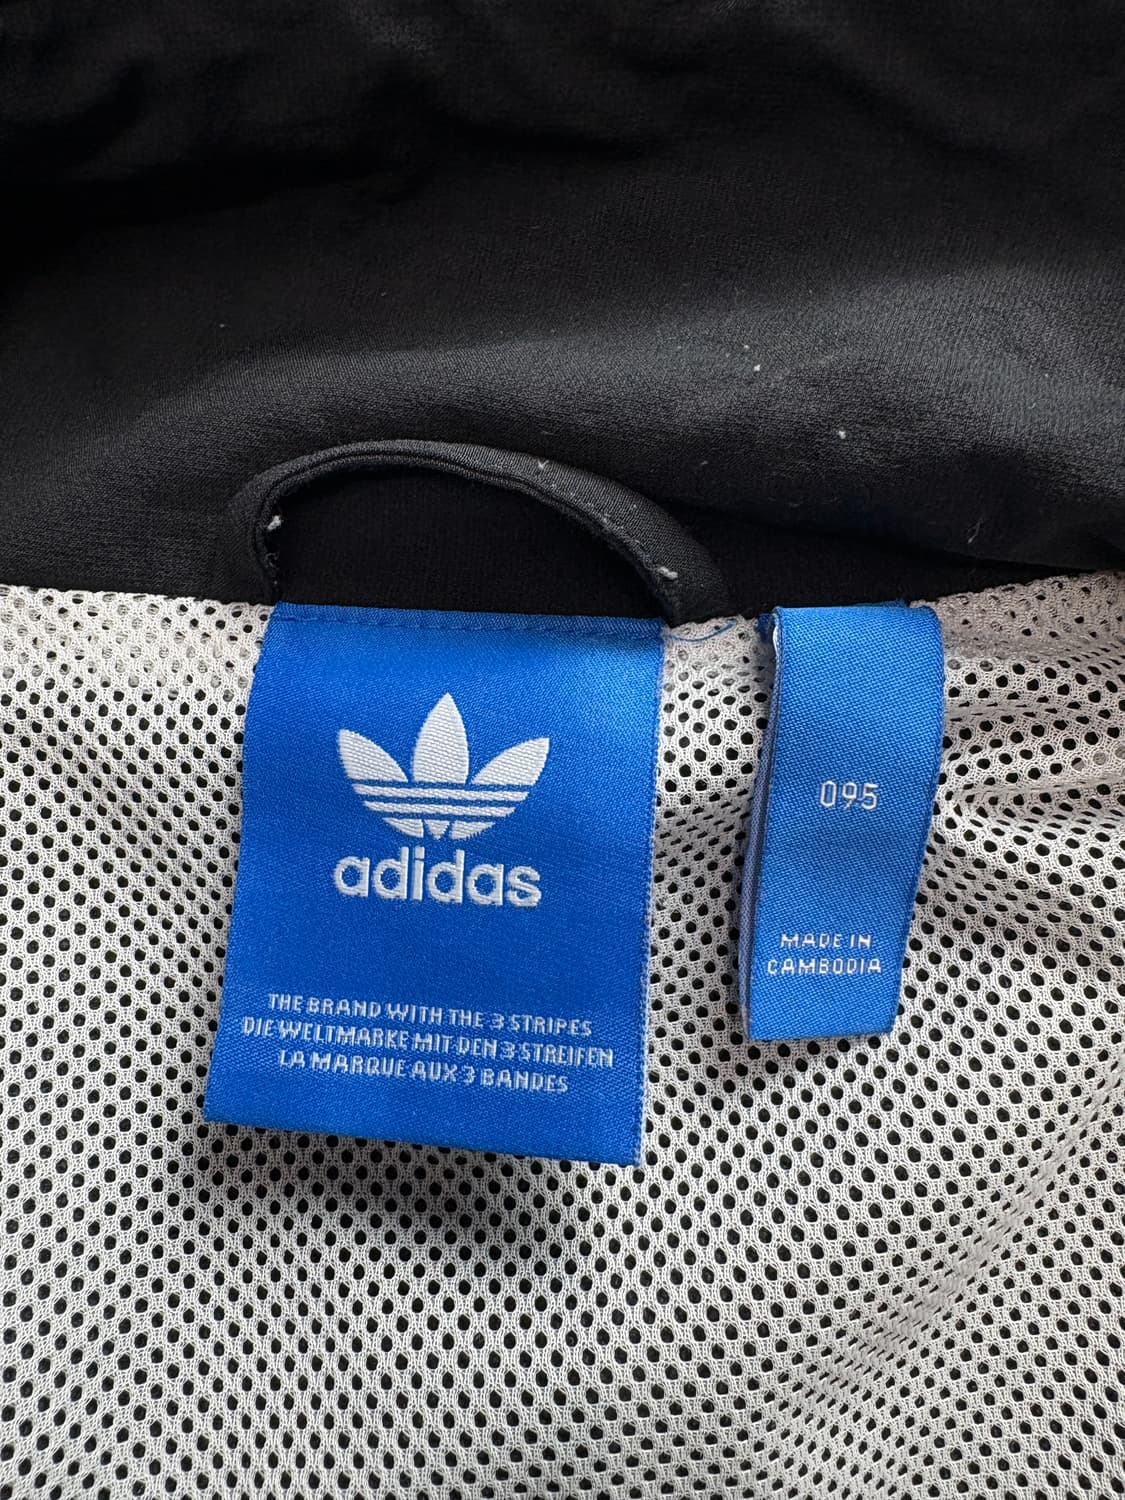 adidas
THE BRAND WITH THE 3 STRIPES
DIE WELTMARKE MIT DEN 3 STREIFEN
LA MARQUE AUX 3 BANDES
095
MADE IN
CAMBODIA